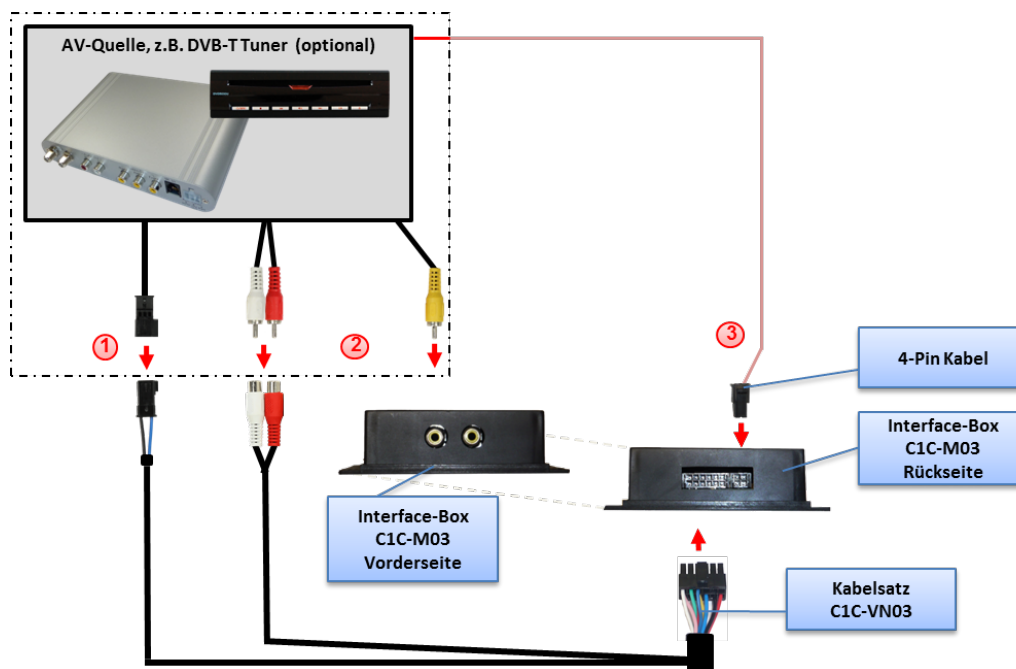 AV-Quelle, z.B. DVB-T Tuner (optional)
1
2
3
4-Pin Kabel
Interface-Box
C1C-M03
Rückseite
Interface-Box
C1C-M03
Vorderseite
Kabelsatz
C1C-VN03